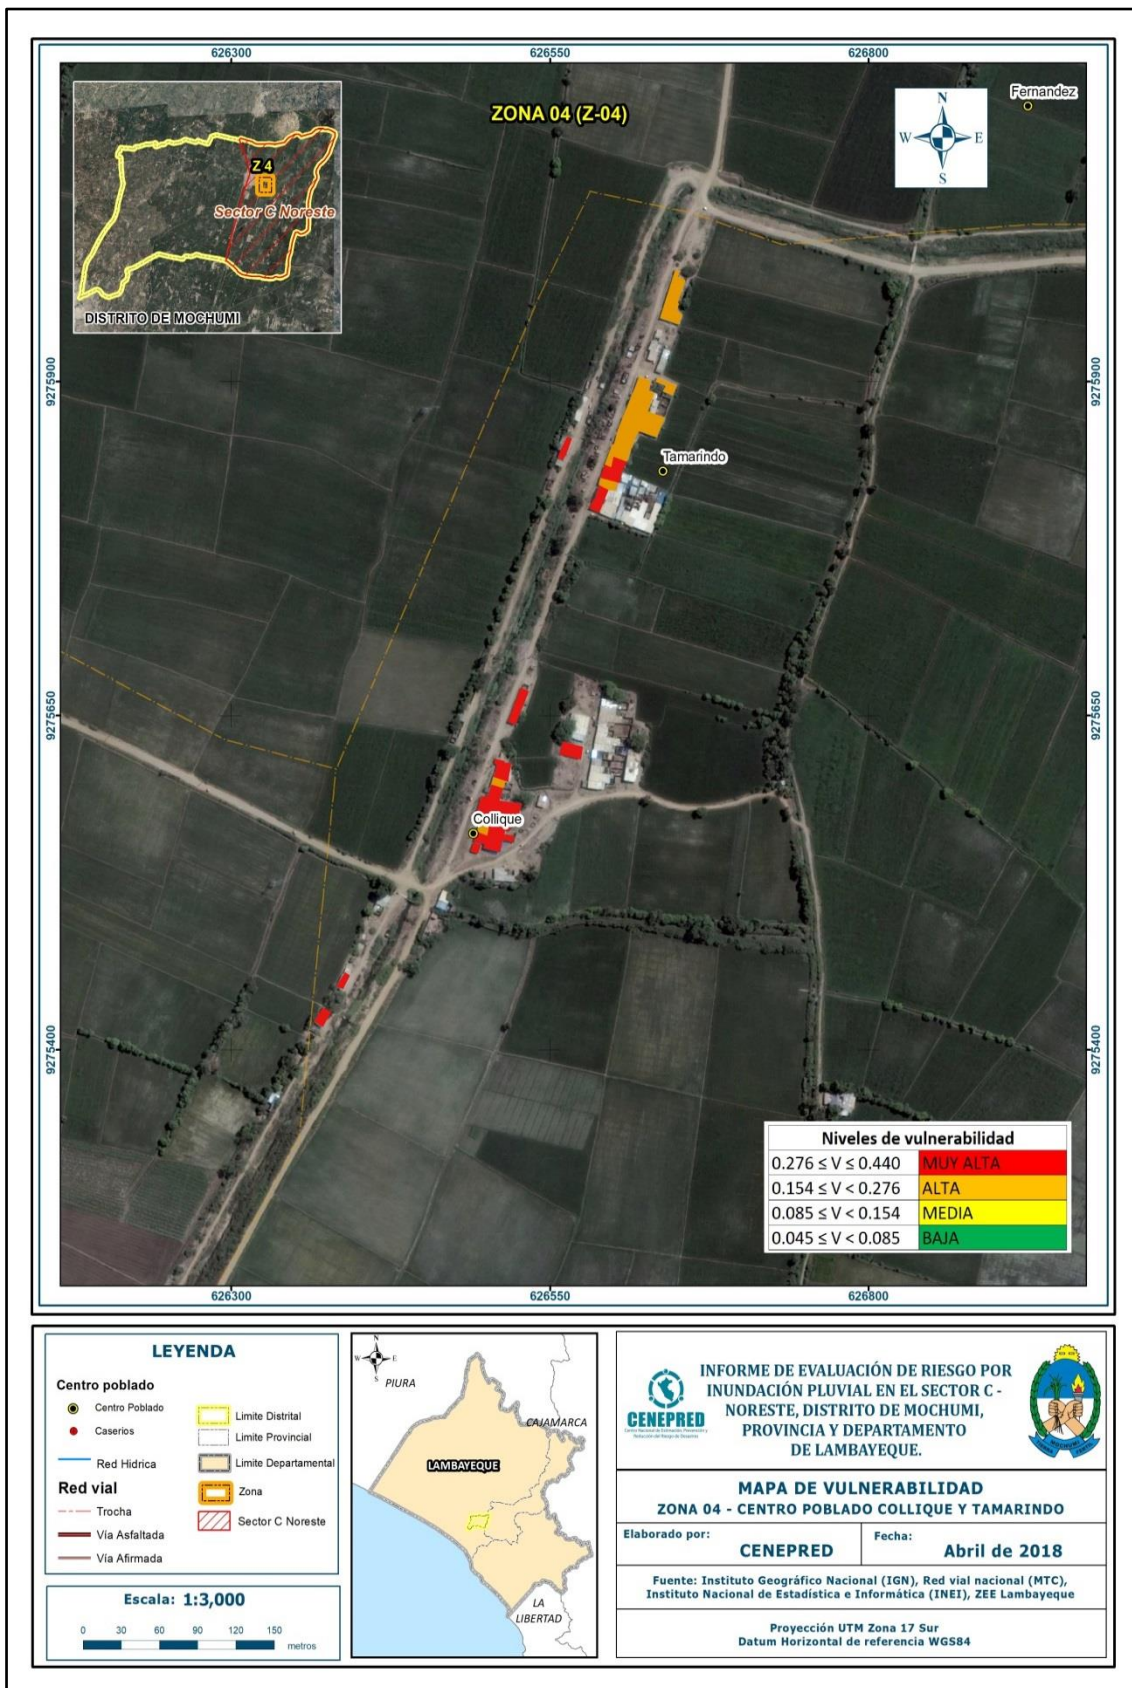 626300
626550
626800
ZONA 04 (Z-04)
Fernandez
N
W
E
S
Z 4
Sector C Noreste
DISTRITO DE MOCHUMI
9275900
9275900
Tamarindo
9275650
9275650
Collique
9275400
9275400
Niveles de vulnerabilidad
0.276 ≤ V ≤ 0.440 MUY ALTA
0.154 ≤ V < 0.276 ALTA
0.085 ≤ V < 0.154 MEDIA
0.045 ≤ V < 0.085 BAJA
626300
626550
626800
LEYENDA
Centro poblado
Centro Poblado
Caserios
Red Hidrica
Red vial
Trocha
Vía Asfaltada
Vía Afirmada
Limite Distrital
Limite Provincial
Limite Departamental
Zona
Sector C Noreste
Escala: 1:3,000
0 30 60 90 120 150
metros
N
W
E
S
PIURA
CAJAMARCA
LAMBAYEQUE
LA
LIBERTAD
CENEPRED
INFORME DE EVALUACIÓN DE RIESGO POR
INUNDACIÓN PLUVIAL EN EL SECTOR C -
NORESTE, DISTRITO DE MOCHUMI,
PROVINCIA Y DEPARTAMENTO
DE LAMBAYEQUE.
MAPA DE VULNERABILIDAD
ZONA 04 - CENTRO POBLADO COLLIQUE Y TAMARINDO
Elaborado por:
CENEPRED
Fecha:
Abril de 2018
Fuente: Instituto Geográfico Nacional (IGN), Red vial nacional (MTC),
Instituto Nacional de Estadística e Informática (INEI), ZEE Lambayeque
Proyección UTM Zona 17 Sur
Datum Horizontal de referencia WGS84